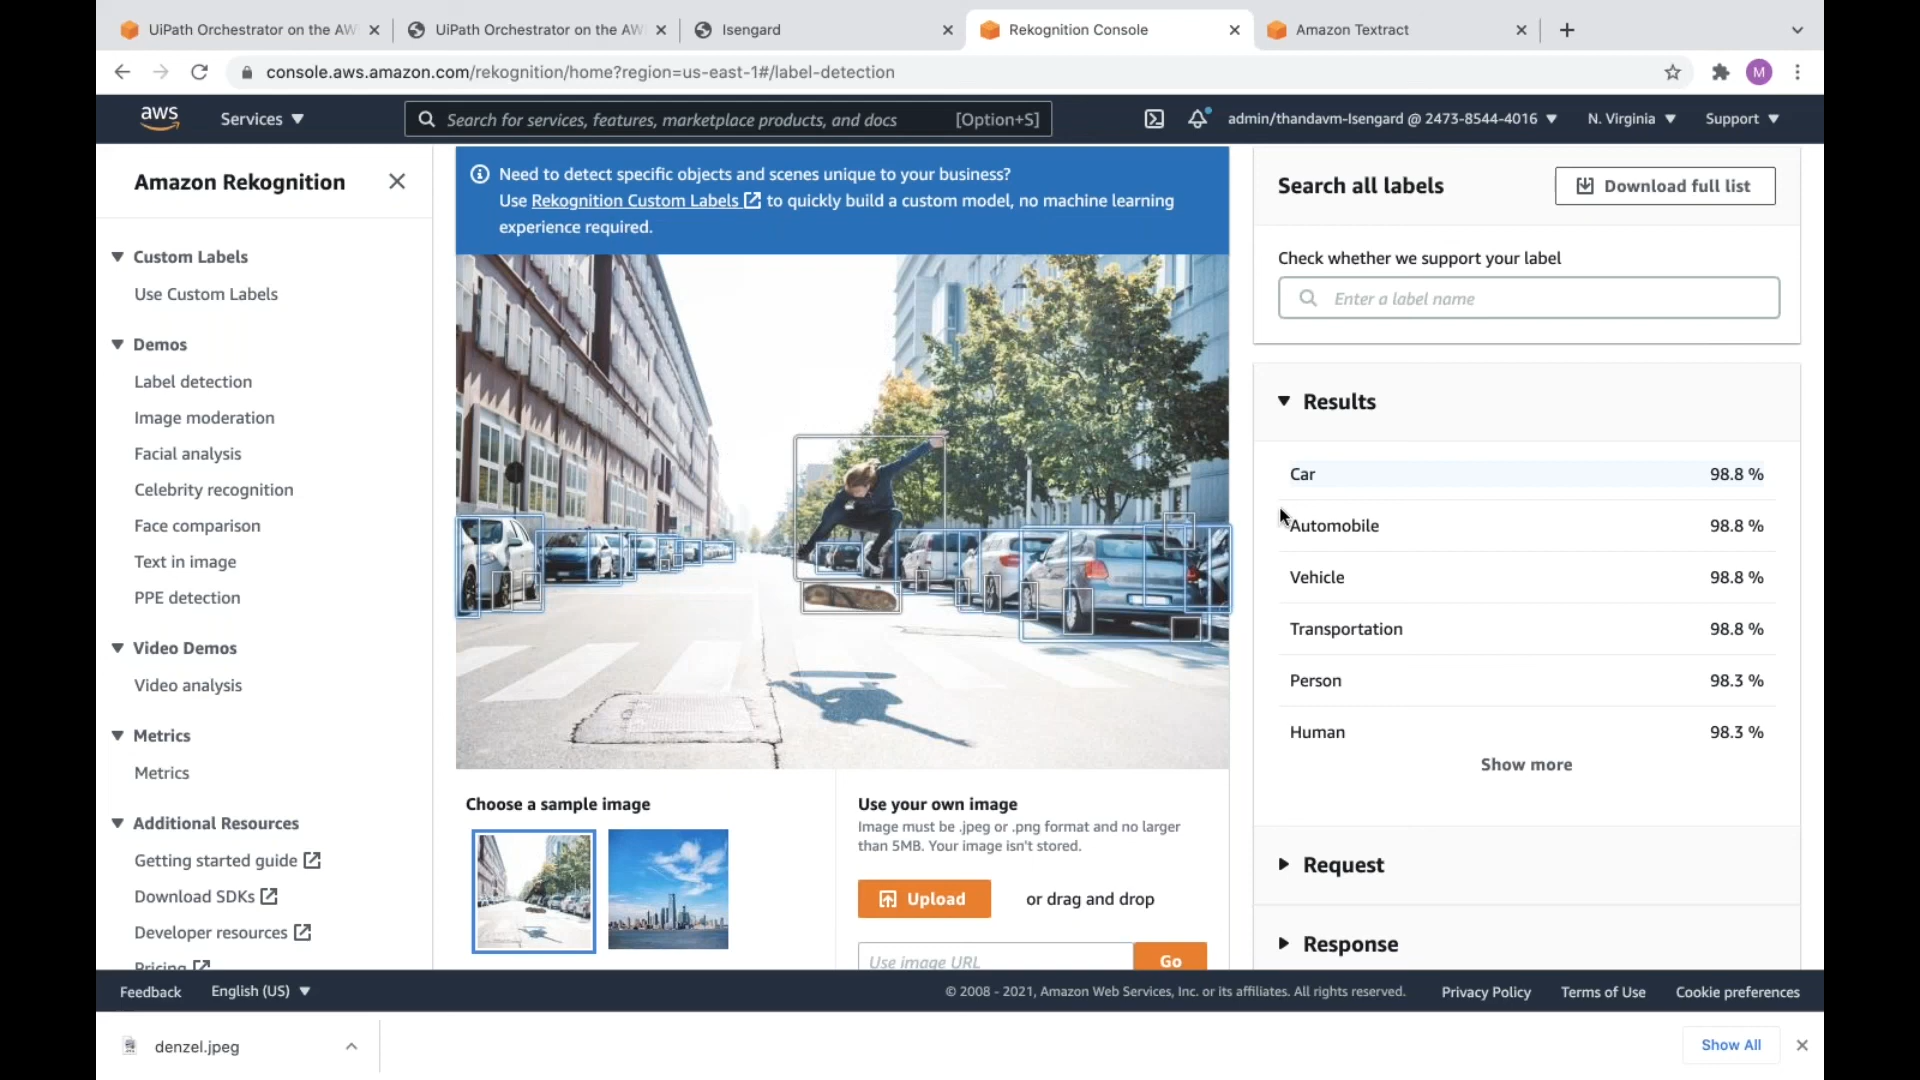 UiPath Orchestrator on the AW
UiPath Orchestrator on the AW
Isengard
Rekognition Console
Amazon Textract
console.aws.amazon.com/rekognition/home?region=us-east-1#/label-detection
M
aws
Services
Search for services, features, marketplace products, and docs
[Option+S]
admin/thandavm-Isengard @ 2473-8544-4016
N. Virginia
Support
Amazon Rekognition
Custom Labels
Use Custom Labels
Demos
Label detection
Image moderation
Facial analysis
Celebrity recognition
Face comparison
Text in image
PPE detection
Video Demos
Video analysis
Metrics
Metrics
Additional Resources
Getting started guide
Download SDKs
Developer resources
Pricing
Need to detect specific objects and scenes unique to your business?
Use Rekognition Custom Labels to quickly build a custom model, no machine learning
experience required.
Choose a sample image
Use your own image
Image must be .jpeg or .png format and no larger
than 5MB. Your image isn't stored.
Upload
or drag and drop
Use image URL
Go
Search all labels
Download full list
Check whether we support your label
Enter a label name
Results
Car 98.8 %
Automobile 98.8 %
Vehicle 98.8 %
Transportation 98.8 %
Person 98.3 %
Human 98.3 %
Show more
Request
Response
Feedback
English (US)
© 2008 - 2021, Amazon Web Services, Inc. or its affiliates. All rights reserved.
Privacy Policy
Terms of Use
Cookie preferences
denzel.jpeg
Show All